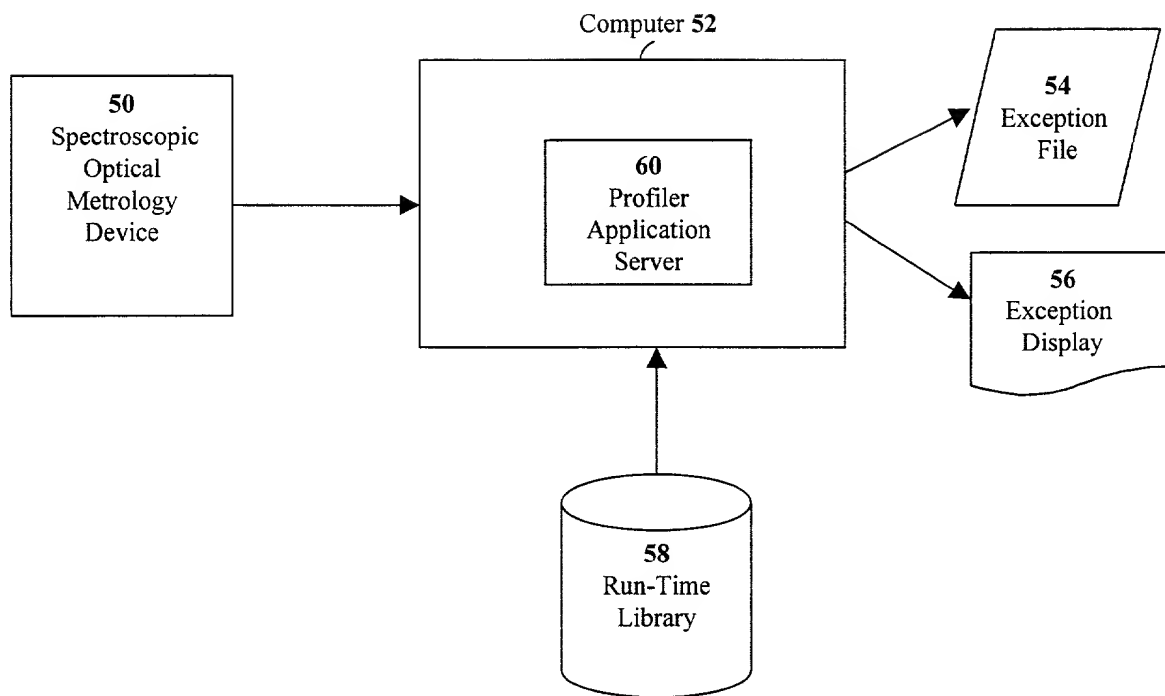 Computer 52
50
Spectroscopic
Optical
Metrology
Device
60
Profiler
Application
Server
54
Exception
File
56
Exception
Display
58
Run-Time
Library